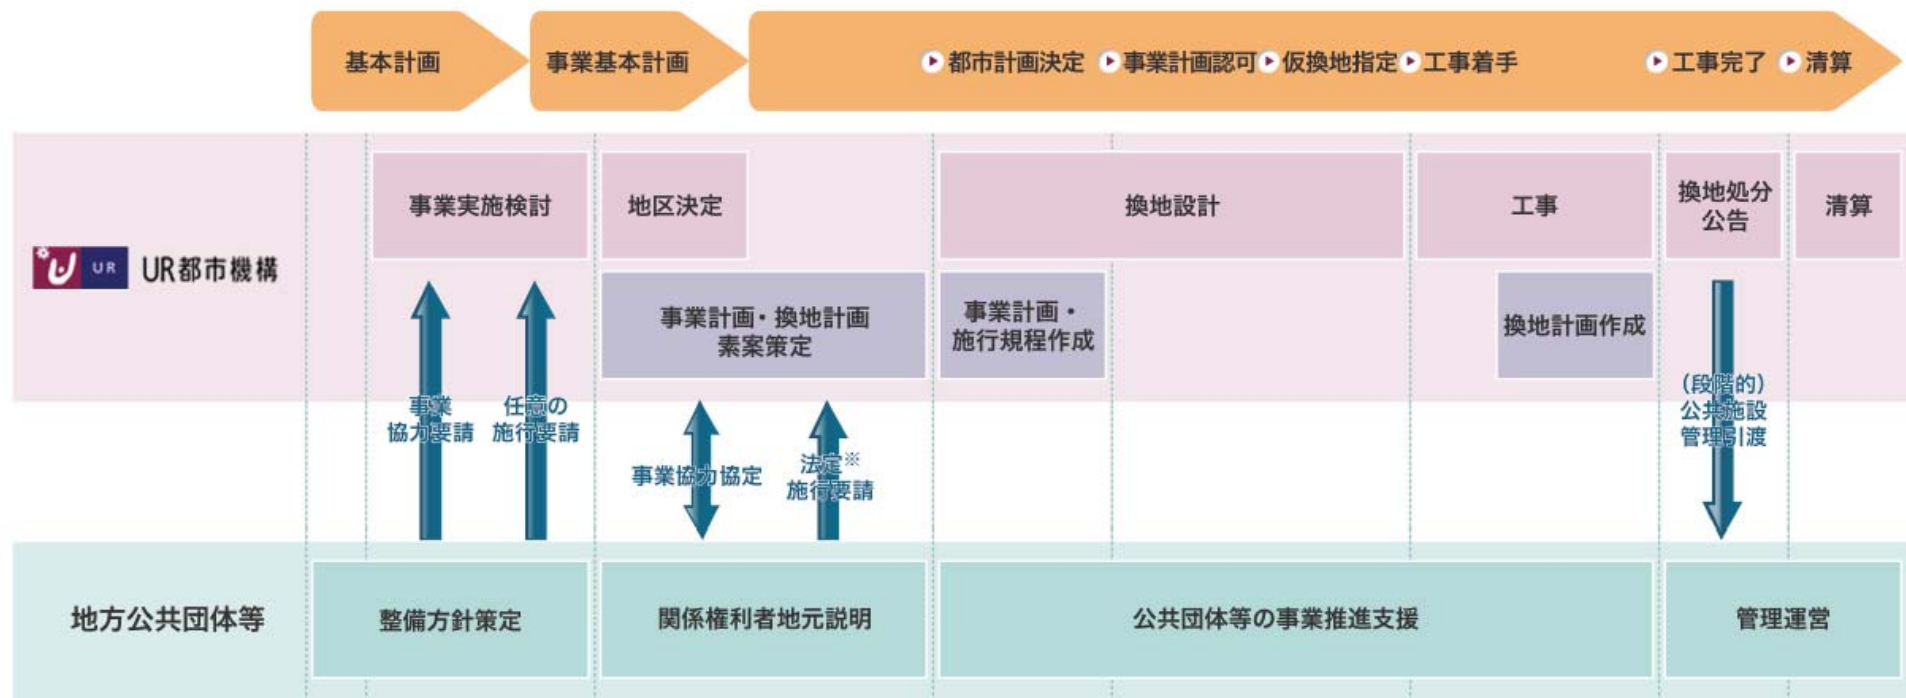 基本計画
事業基本計画
都市計画決定
事業計画認可
仮換地指定
工事着手
工事完了
清算
事業実施検討
地区決定
換地設計
工事
換地処分
公告
清算
UR
UR都市機構
事業計画・換地計画
素案策定
事業計画・
施行規程作成
換地計画作成
事業
協力要請
任意の
施行要請
事業協力協定
法定※
施行要請
(段階的)
公共施設
管理引渡
地方公共団体等
整備方針策定
関係権利者地元説明
公共団体等の事業推進支援
管理運営